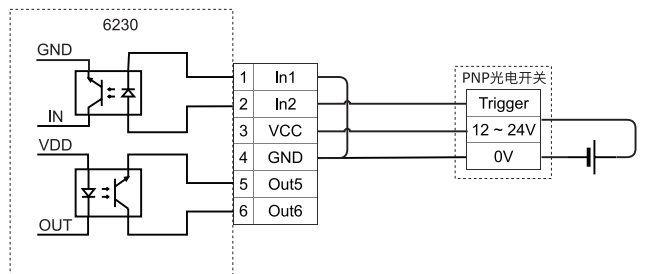 6230
GND
IN
VDD
OUT
1 In1
2 In2
3 VCC
4 GND
5 Out5
6 Out6
PNP光电开关
Trigger
12 ~ 24V
0V